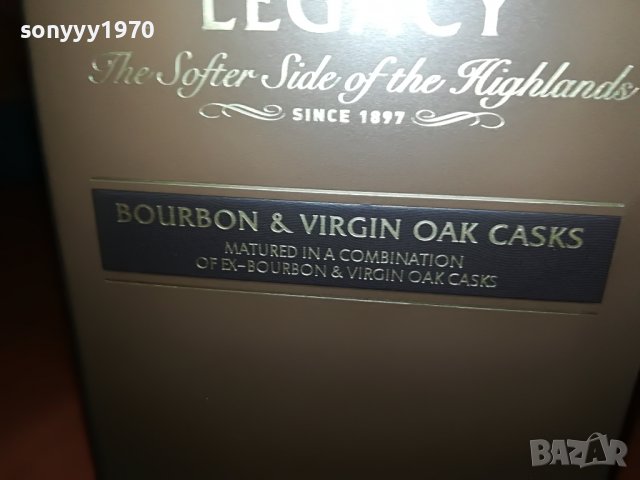 sonyyy1970
LEGACY
The Softer Side of the Highlands
SINCE 1897
BOURBON & VIRGIN OAK CASKS
MATURED IN A COMBINATION
OF EX-BOURBON & VIRGIN OAK CASKS
BAZAR